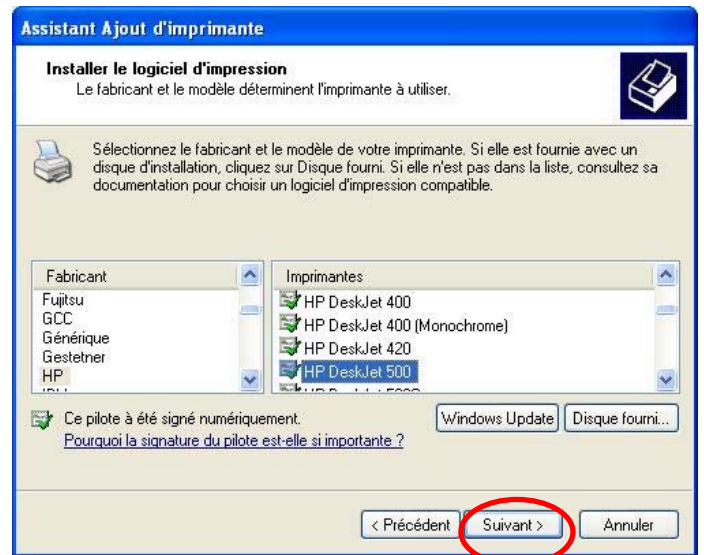 Assistant Ajout d'imprimante
Installer le logiciel d'impression
Le fabricant et le modèle déterminent l'imprimante à utiliser.
Sélectionnez le fabricant et le modèle de votre imprimante. Si elle est fournie avec un
disque d'installation, cliquez sur Disque fourni. Si elle n'est pas dans la liste, consultez sa
documentation pour choisir un logiciel d'impression compatible.
Fabricant
Fujitsu
GCC
Générique
Gestetner
HP
Imprimantes
HP DeskJet 400
HP DeskJet 400 (Monochrome)
HP DeskJet 420
HP DeskJet 500
Ce pilote à été signé numériquement.
Pourquoi la signature du pilote est-elle si importante ?
Windows Update
Disque fourni...
< Précédent
Suivant >
Annuler